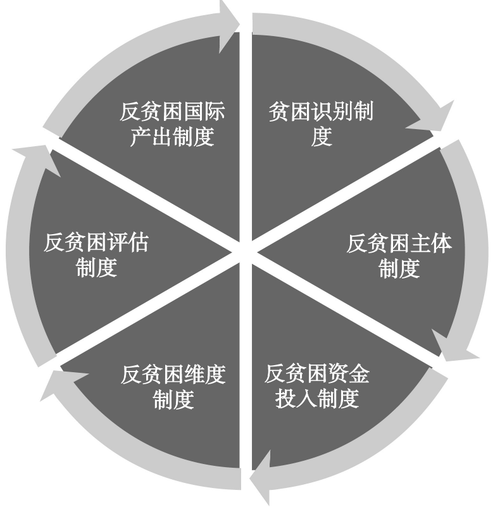 反贫困国际
产出制度
贫困识别制
度
反贫困主体
制度
反贫困资金
投入制度
反贫困维度
制度
反贫困评估
制度